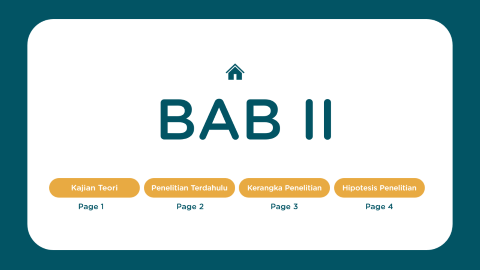 BAB II
Kajian Teori
Penelitian Terdahulu
Kerangka Penelitian
Hipotesis Penelitian
Page 1
Page 2
Page 3
Page 4